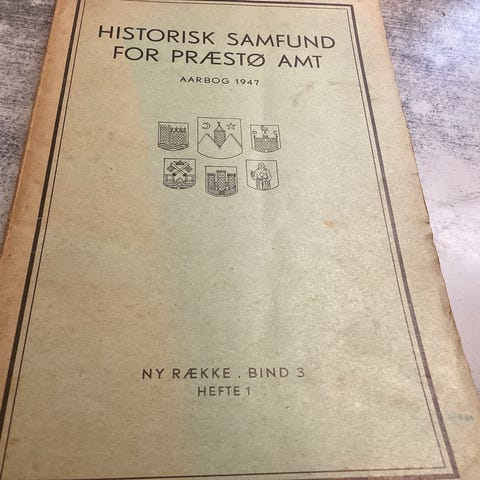 HISTORISK SAMFUND
FOR PRÆSTØ AMT
AARBOG 1947
NY RÆKKE . BIND 3
HEFTE 1